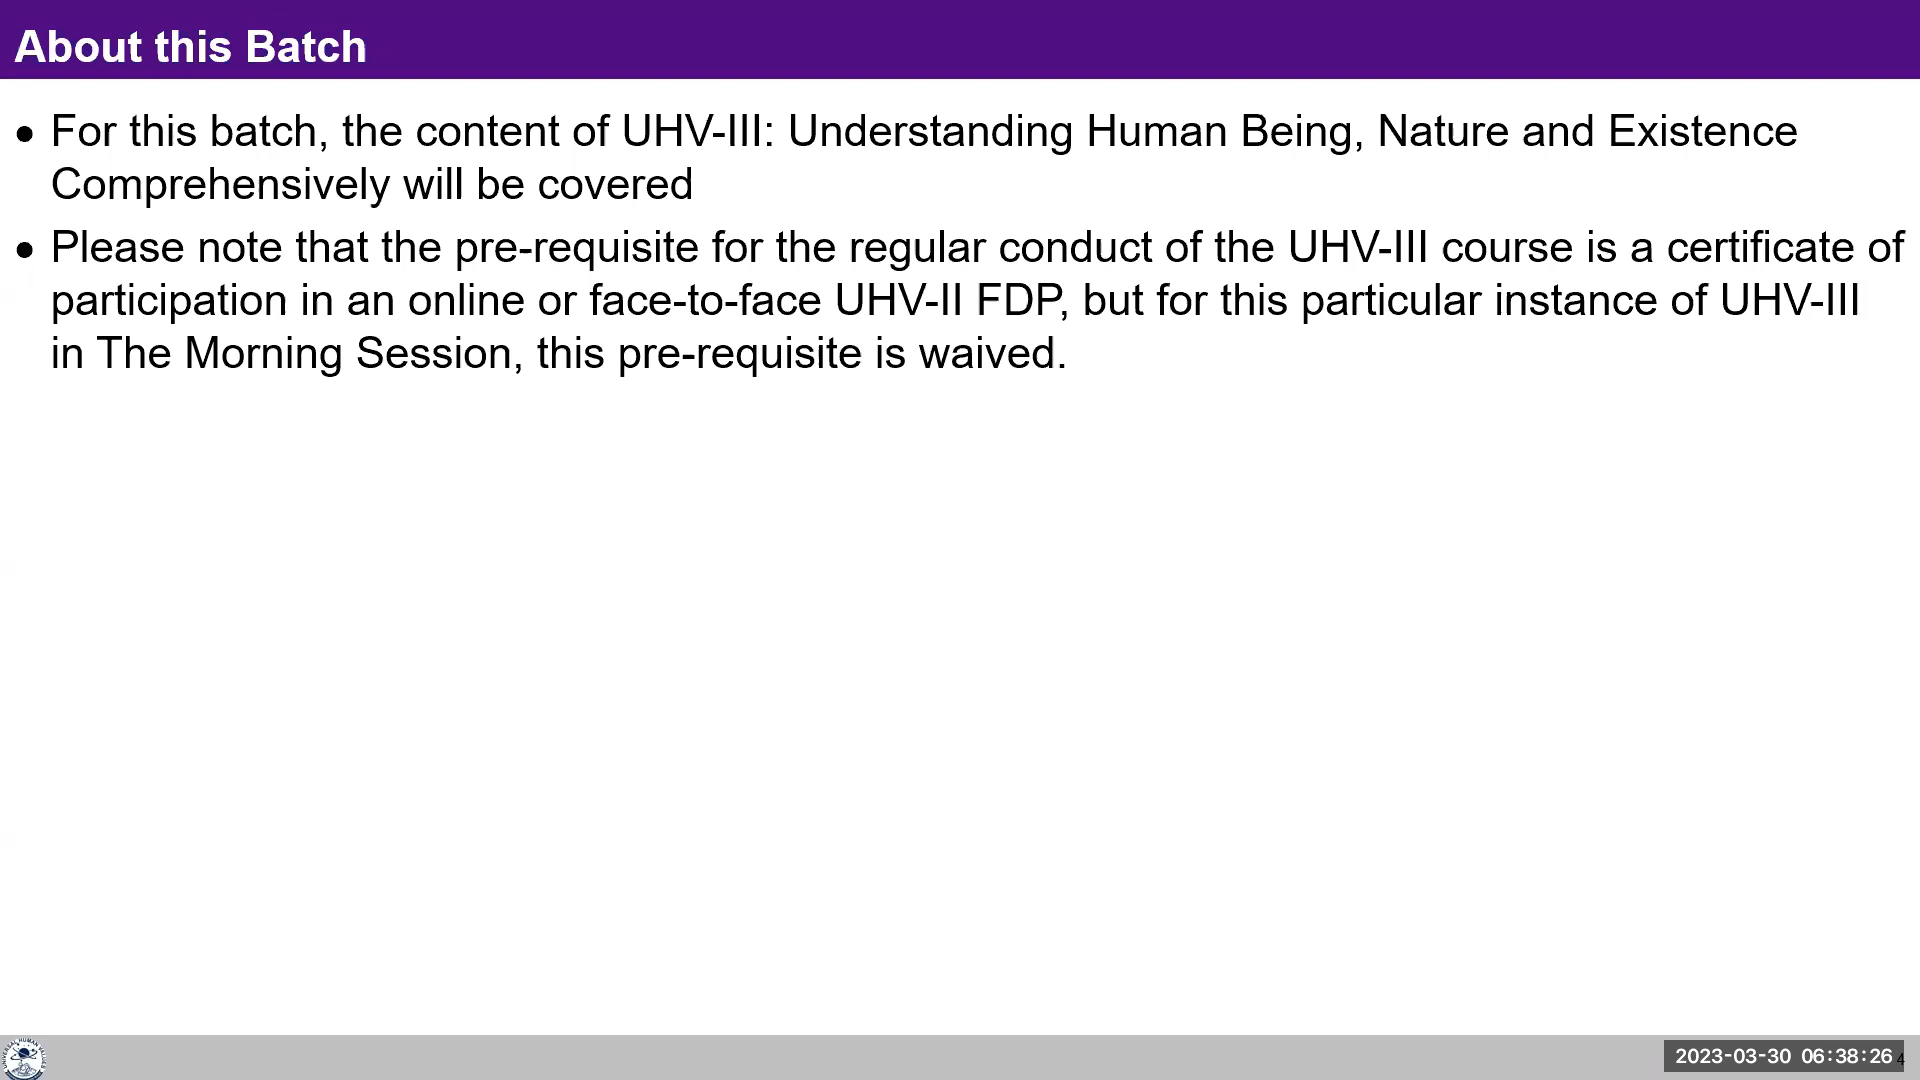 About this Batch
● For this batch, the content of UHV-III: Understanding Human Being, Nature and Existence
Comprehensively will be covered
● Please note that the pre-requisite for the regular conduct of the UHV-III course is a certificate of
participation in an online or face-to-face UHV-II FDP, but for this particular instance of UHV-III
in The Morning Session, this pre-requisite is waived.
UNIVERSAL HUMAN
2023-03-30 06:38:26 4